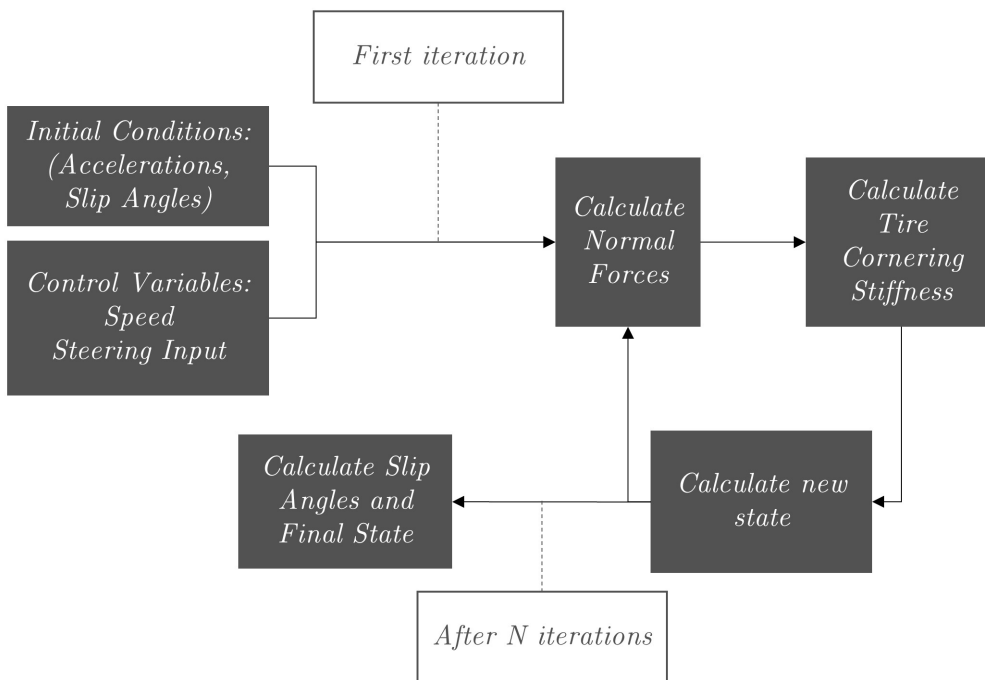 First iteration
Initial Conditions:
(Accelerations,
Slip Angles)
Calculate
Normal
Forces
Calculate
Tire
Cornering
Stiffness
Control Variables:
Speed
Steering Input
Calculate Slip
Angles and
Final State
Calculate new
state
After N iterations